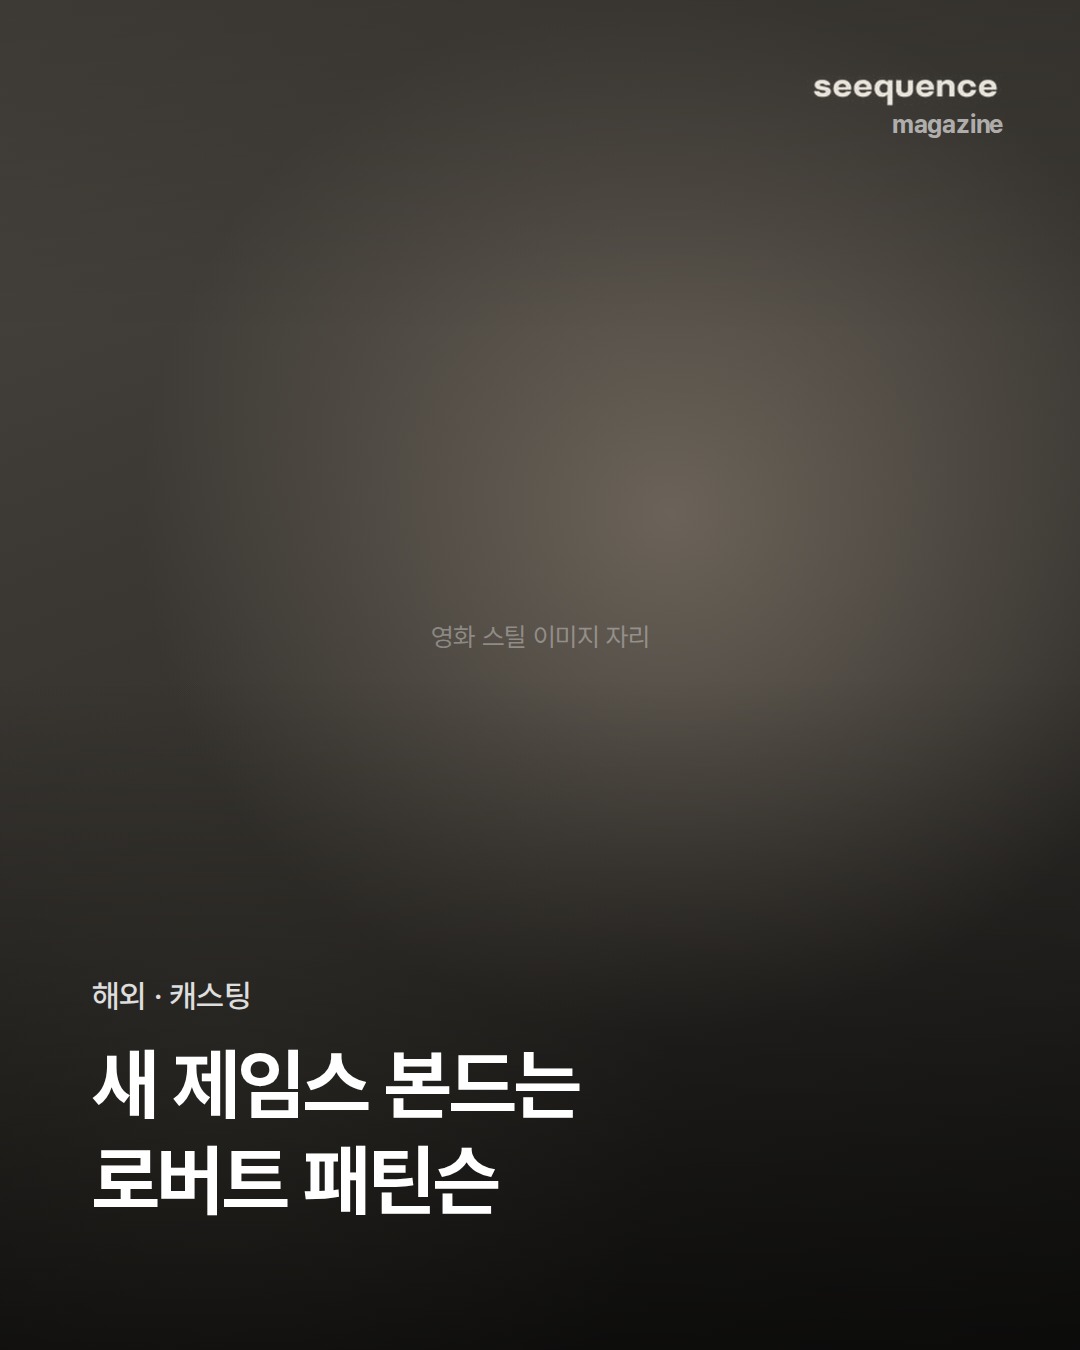 seequence
magazine
영화 스틸 이미지 자리
해외 · 캐스팅
새 제임스 본드는
로버트 패틴슨